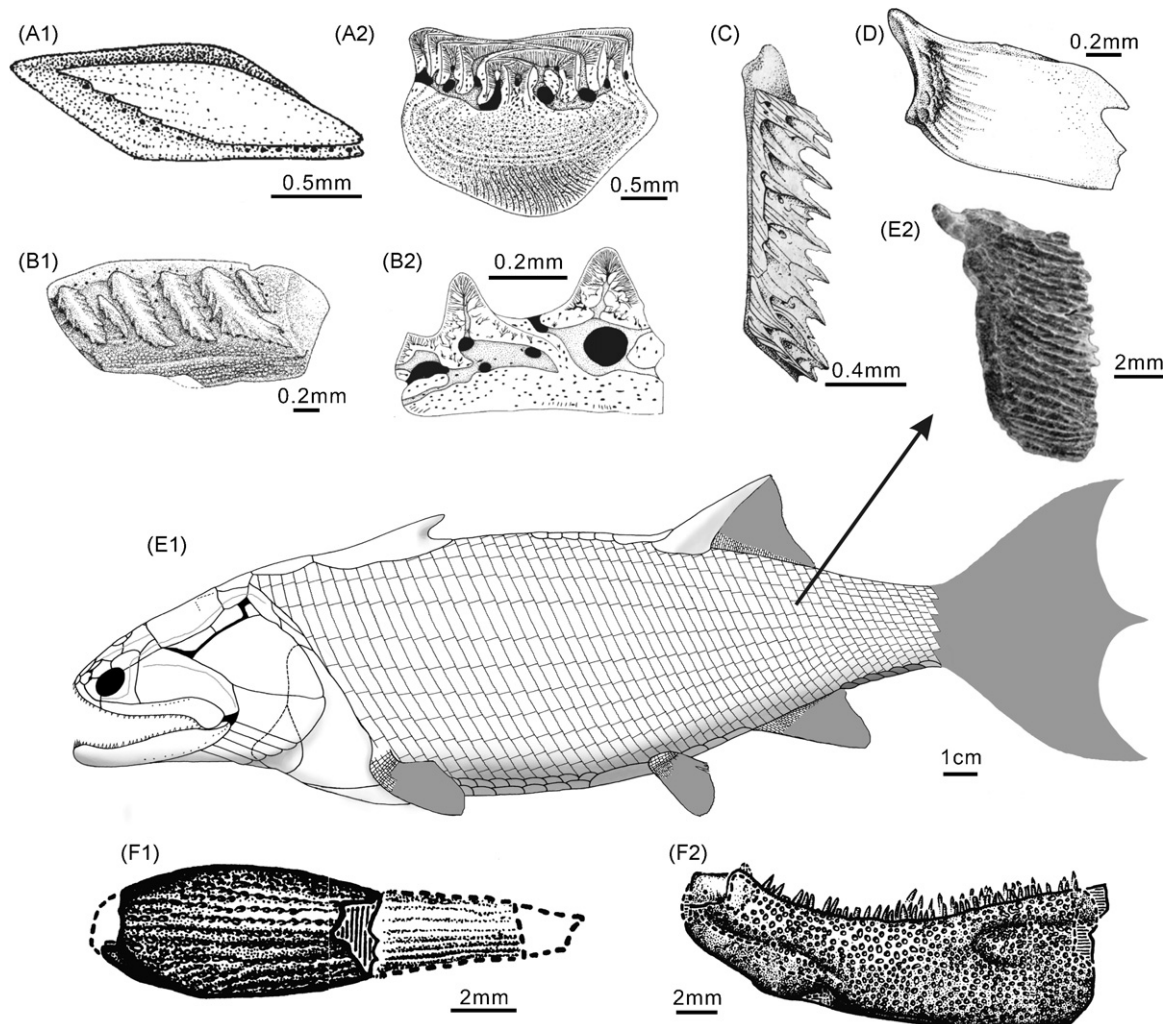 (A1)
0.5mm
(A2)
0.5mm
(B1)
0.2mm
(B2)
0.2mm
(C)
0.4mm
(D)
0.2mm
(E2)
2mm
(E1)
1cm
(F1)
2mm
(F2)
2mm